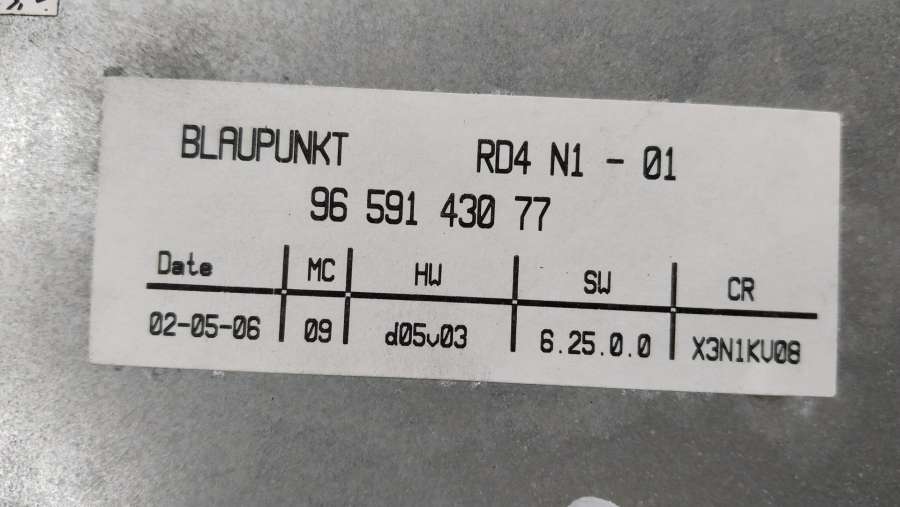 BLAUPUNKT RD4 N1 - 01
96 591 430 77
Date MC HW SW CR
02-05-06 09 d05v03 6.25.0.0 X3N1KV08